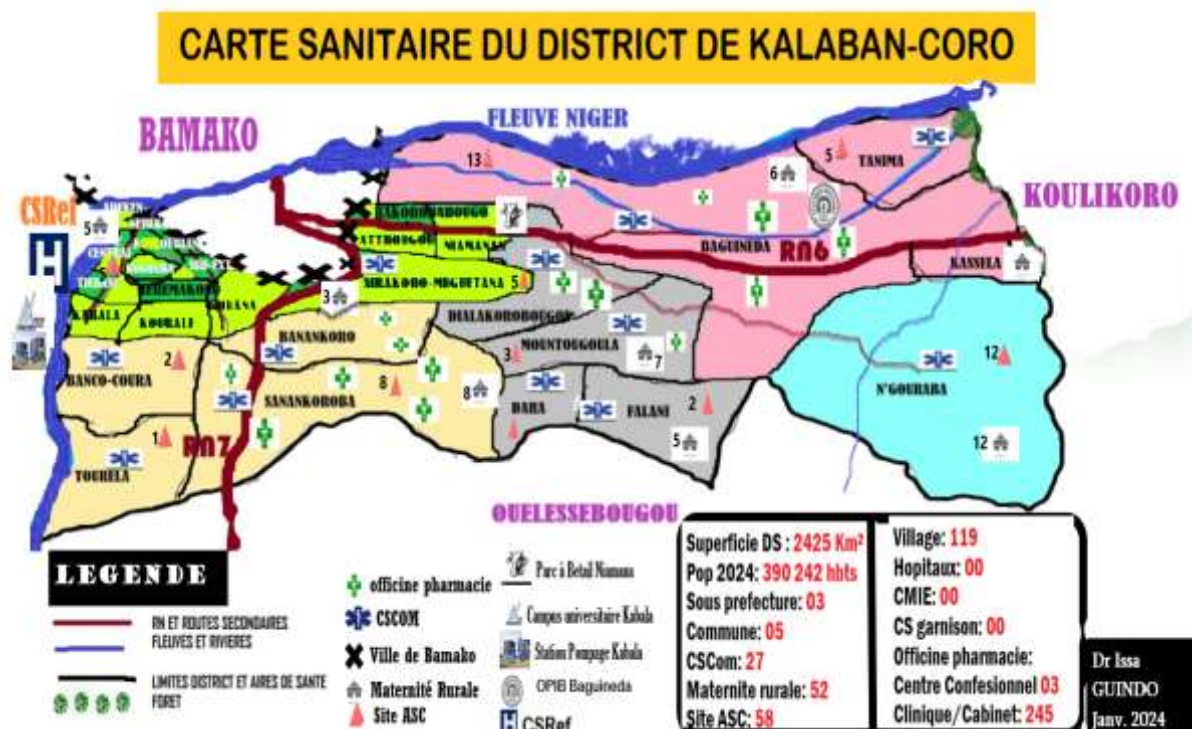 CARTE SANITAIRE DU DISTRICT DE KALABAN-CORO
BAMAKO
FLEUVE NIGER
KOULIKORO
CSRef
H
13
5
TANIMA
6
5
BAGUINEDA
RN6
KASSELA
NIAMANA
SIRAKORO-MEGUETANA
5
3
KABALA
KOURALE
BANANKORO
DIALAKOROBOUGOU
MOUNTOUGOULA
3
7
BANCO-COURA
2
SANANKOROBA
8
8
DARA
FALANI
2
5
N'GOURABA
12
12
1
RN7
TOURELA
OUELESSEBOUGOU
LEGENDE
RN ET ROUTES SECONDAIRES
FLEUVES ET RIVIERES
LIMITES DISTRICT ET AIRES DE SANTE
FORET
officine pharmacie
CSCOM
Ville de Bamako
Maternité Rurale
Site ASC
Parc à Betail Niamana
Campus universitaire Kabala
Station Pompage Kabala
OPIB Baguineda
H CSRef
Superficie DS : 2425 Km²
Pop 2024: 390 242 hbts
Sous prefecture: 03
Commune: 05
CSCom: 27
Maternite rurale: 52
Site ASC: 58
Village: 119
Hopitaux: 00
CMIE: 00
CS garnison: 00
Officine pharmacie:
Centre Confesionnel 03
Clinique/Cabinet: 245
Dr Issa
GUINDO
Janv. 2024